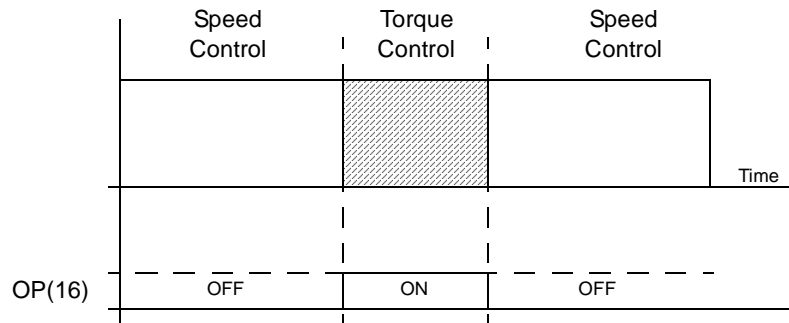 Speed
Control
Torque
Control
Speed
Control
Time
OP(16)
OFF
ON
OFF